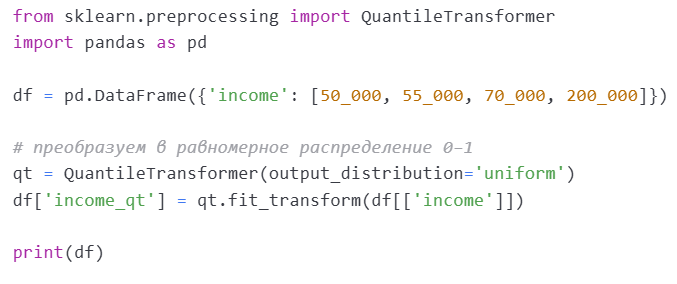 from sklearn.preprocessing import QuantileTransformer
import pandas as pd
df = pd.DataFrame({'income': [50_000, 55_000, 70_000, 200_000]})
# преобразуем в равномерное распределение 0–1
qt = QuantileTransformer(output_distribution='uniform')
df['income_qt'] = qt.fit_transform(df[['income']])
print(df)